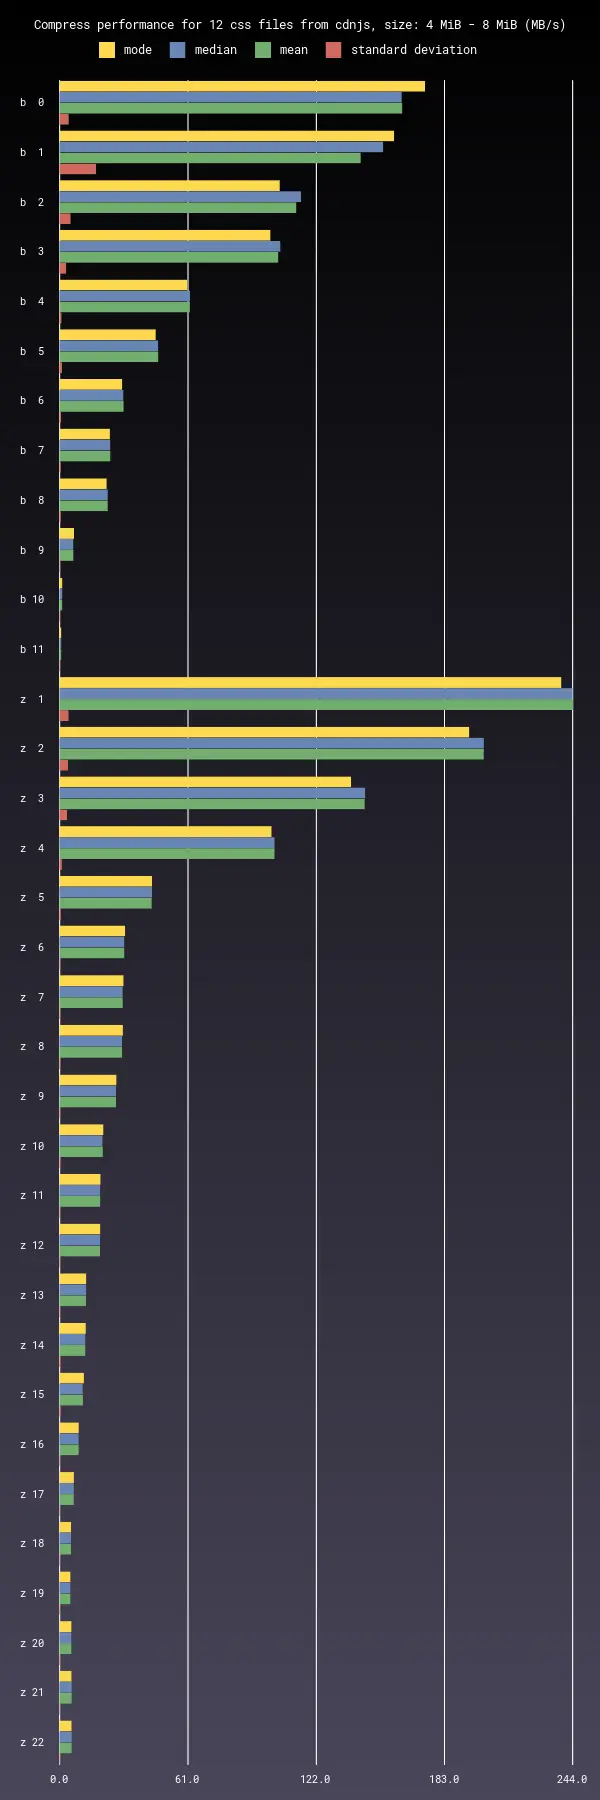 Compress performance for 12 css files from cdnjs, size: 4 MiB - 8 MiB (MB/s)
mode median mean standard deviation
b 0
b 1
b 2
b 3
b 4
b 5
b 6
b 7
b 8
b 9
b 10
b 11
z 1
z 2
z 3
z 4
z 5
z 6
z 7
z 8
z 9
z 10
z 11
z 12
z 13
z 14
z 15
z 16
z 17
z 18
z 19
z 20
z 21
z 22
0.0 61.0 122.0 183.0 244.0